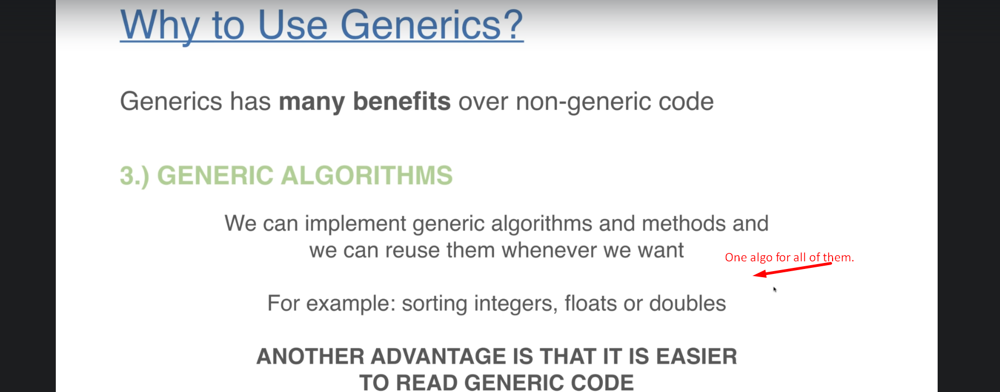 Why to Use Generics?
Generics has many benefits over non-generic code
3.) GENERIC ALGORITHMS
We can implement generic algorithms and methods and
we can reuse them whenever we want
One algo for all of them.
For example: sorting integers, floats or doubles
ANOTHER ADVANTAGE IS THAT IT IS EASIER
TO READ GENERIC CODE